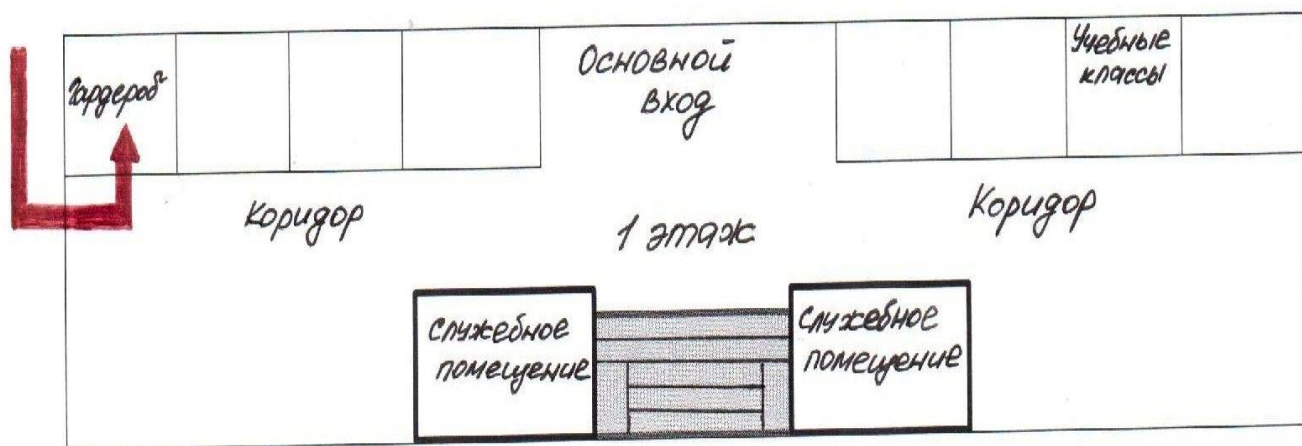 Гардероб
Основной
вход
Учебные
классы
Коридор
1 этаж
Коридор
Служебное
помещение
Служебное
помещение